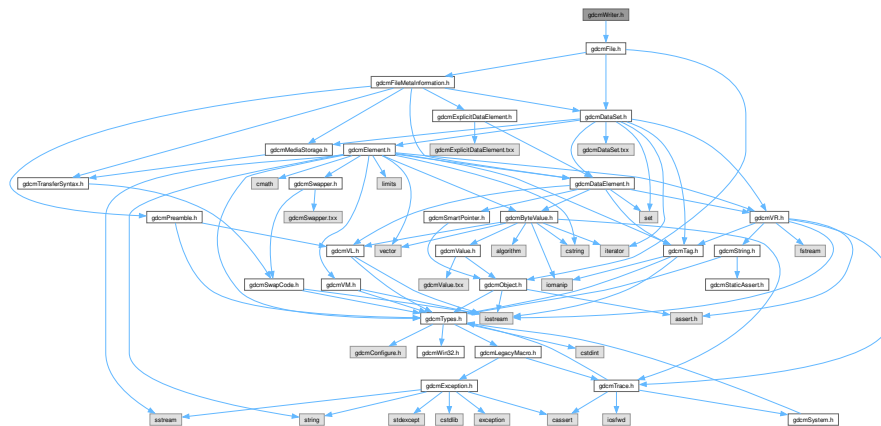 gdcmWriter.h
gdcmFile.h
gdcmFileMetaInformation.h
gdcmExplicitDataElement.h
gdcmDataSet.h
gdcmMediaStorage.h
gdcmElement.h
gdcmExplicitDataElement.txx
gdcmDataSet.txx
gdcmTransferSyntax.h
cmath
gdcmSwapper.h
limits
gdcmDataElement.h
gdcmPreamble.h
gdcmSwapper.txx
gdcmSmartPointer.h
gdcmByteValue.h
set
gdcmVR.h
gdcmVL.h
vector
gdcmValue.h
algorithm
cstring
iterator
gdcmTag.h
gdcmString.h
fstream
gdcmSwapCode.h
gdcmVM.h
gdcmValue.txx
gdcmObject.h
iomanip
gdcmStaticAssert.h
gdcmTypes.h
iostream
assert.h
gdcmConfigure.h
gdcmWin32.h
gdcmLegacyMacro.h
cstdint
gdcmException.h
gdcmTrace.h
sstream
string
stdexcept
cstdlib
exception
cassert
iosfwd
gdcmSystem.h